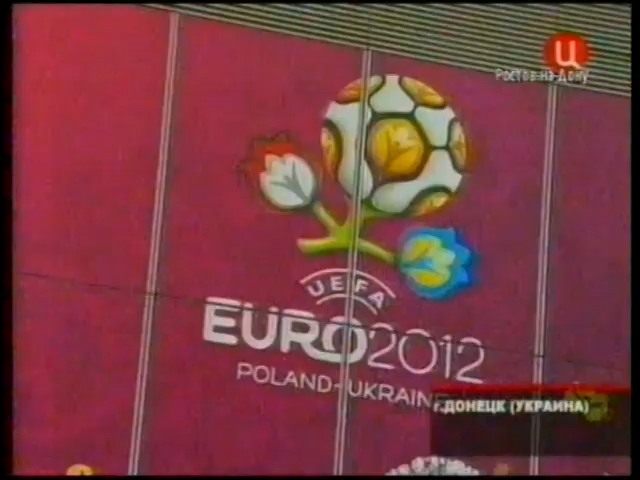 Ц
Ростов-на-Дону
UEFA
EURO2012
POLAND-UKRAINE
г.ДОНЕЦК (УКРАИНА)